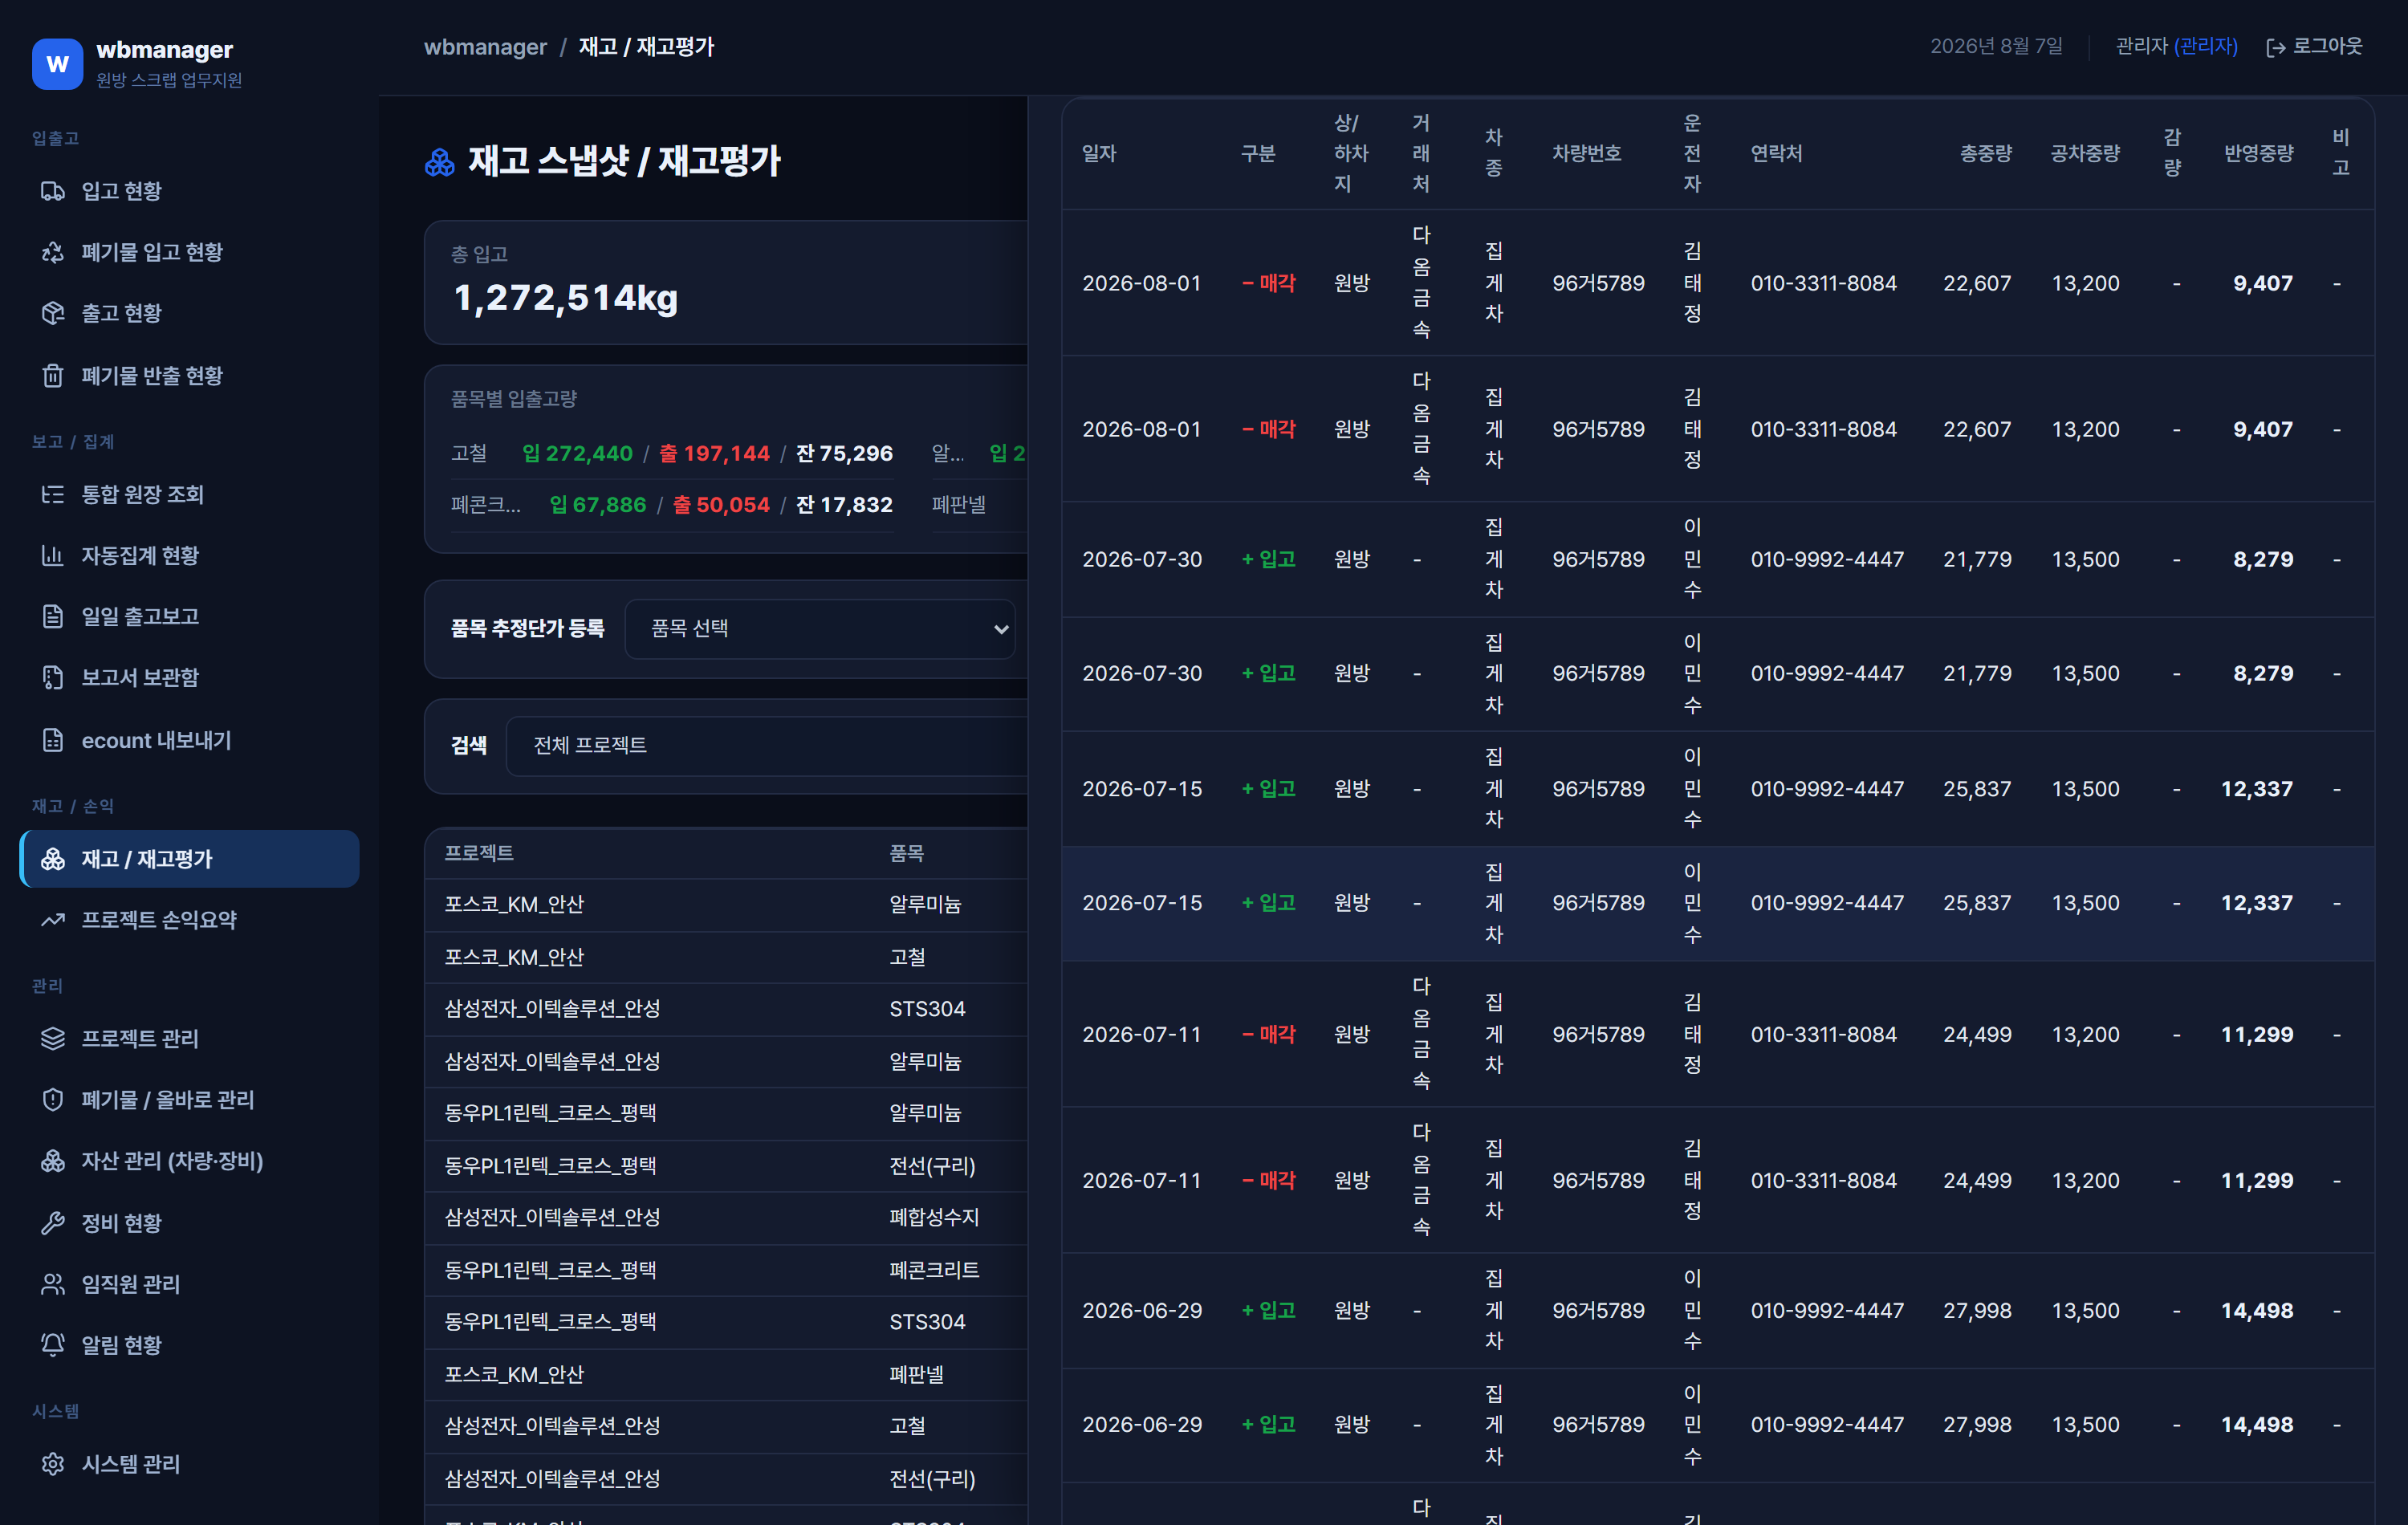 W
wbmanager
원방 스크랩 업무지원
입출고
입고 현황
폐기물 입고 현황
출고 현황
폐기물 반출 현황
보고 / 집계
통합 원장 조회
자동집계 현황
일일 출고보고
보고서 보관함
ecount 내보내기
재고 / 손익
재고 / 재고평가
프로젝트 손익요약
관리
프로젝트 관리
폐기물 / 올바로 관리
자산 관리 (차량·장비)
정비 현황
임직원 관리
알림 현황
시스템
시스템 관리
wbmanager / 재고 / 재고평가
2026년 8월 7일
관리자 (관리자)
로그아웃
재고 스냅샷 / 재고평가
총 입고
1,272,514kg
품목별 입출고량
고철 입 272,440 / 출 197,144 / 잔 75,296 알… 입 2
폐콘크… 입 67,886 / 출 50,054 / 잔 17,832 폐판넬
품목 추정단가 등록 품목 선택
검색 전체 프로젝트
프로젝트 품목
포스코_KM_안산 알루미늄
포스코_KM_안산 고철
삼성전자_이텍솔루션_안성 STS304
삼성전자_이텍솔루션_안성 알루미늄
동우PL1린텍_크로스_평택 알루미늄
동우PL1린텍_크로스_평택 전선(구리)
삼성전자_이텍솔루션_안성 폐합성수지
동우PL1린텍_크로스_평택 폐콘크리트
동우PL1린텍_크로스_평택 STS304
포스코_KM_안산 폐판넬
삼성전자_이텍솔루션_안성 고철
삼성전자_이텍솔루션_안성 전선(구리)
일자 구분 상/하차지 거래처 차종 차량번호 운전자 연락처 총중량 공차중량 감량 반영중량 비고
2026-08-01 − 매각 원방 다옴금속 집게차 96거5789 김태정 010-3311-8084 22,607 13,200 - 9,407 -
2026-08-01 − 매각 원방 다옴금속 집게차 96거5789 김태정 010-3311-8084 22,607 13,200 - 9,407 -
2026-07-30 + 입고 원방 - 집게차 96거5789 이민수 010-9992-4447 21,779 13,500 - 8,279 -
2026-07-30 + 입고 원방 - 집게차 96거5789 이민수 010-9992-4447 21,779 13,500 - 8,279 -
2026-07-15 + 입고 원방 - 집게차 96거5789 이민수 010-9992-4447 25,837 13,500 - 12,337 -
2026-07-15 + 입고 원방 - 집게차 96거5789 이민수 010-9992-4447 25,837 13,500 - 12,337 -
2026-07-11 − 매각 원방 다옴금속 집게차 96거5789 김태정 010-3311-8084 24,499 13,200 - 11,299 -
2026-07-11 − 매각 원방 다옴금속 집게차 96거5789 김태정 010-3311-8084 24,499 13,200 - 11,299 -
2026-06-29 + 입고 원방 - 집게차 96거5789 이민수 010-9992-4447 27,998 13,500 - 14,498 -
2026-06-29 + 입고 원방 - 집게차 96거5789 이민수 010-9992-4447 27,998 13,500 - 14,498 -
다